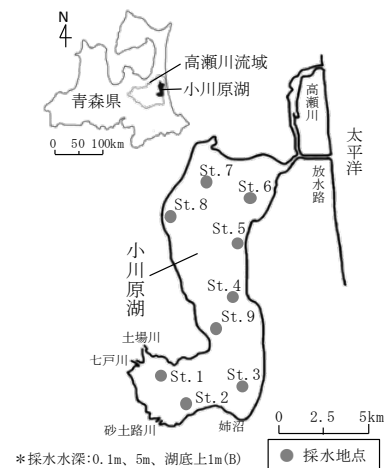 N
4
高瀬川流域
小川原湖
青森県
0 50 100km
高瀬川
太平洋
放水路
St.7
St.6
St.8
St.5
小川原湖
St.4
St.9
土場川
七戸川
St.1
St.3
St.2
姉沼
砂土路川
0 2.5 5km
*採水水深:0.1m、5m、湖底上1m(B)
採水地点